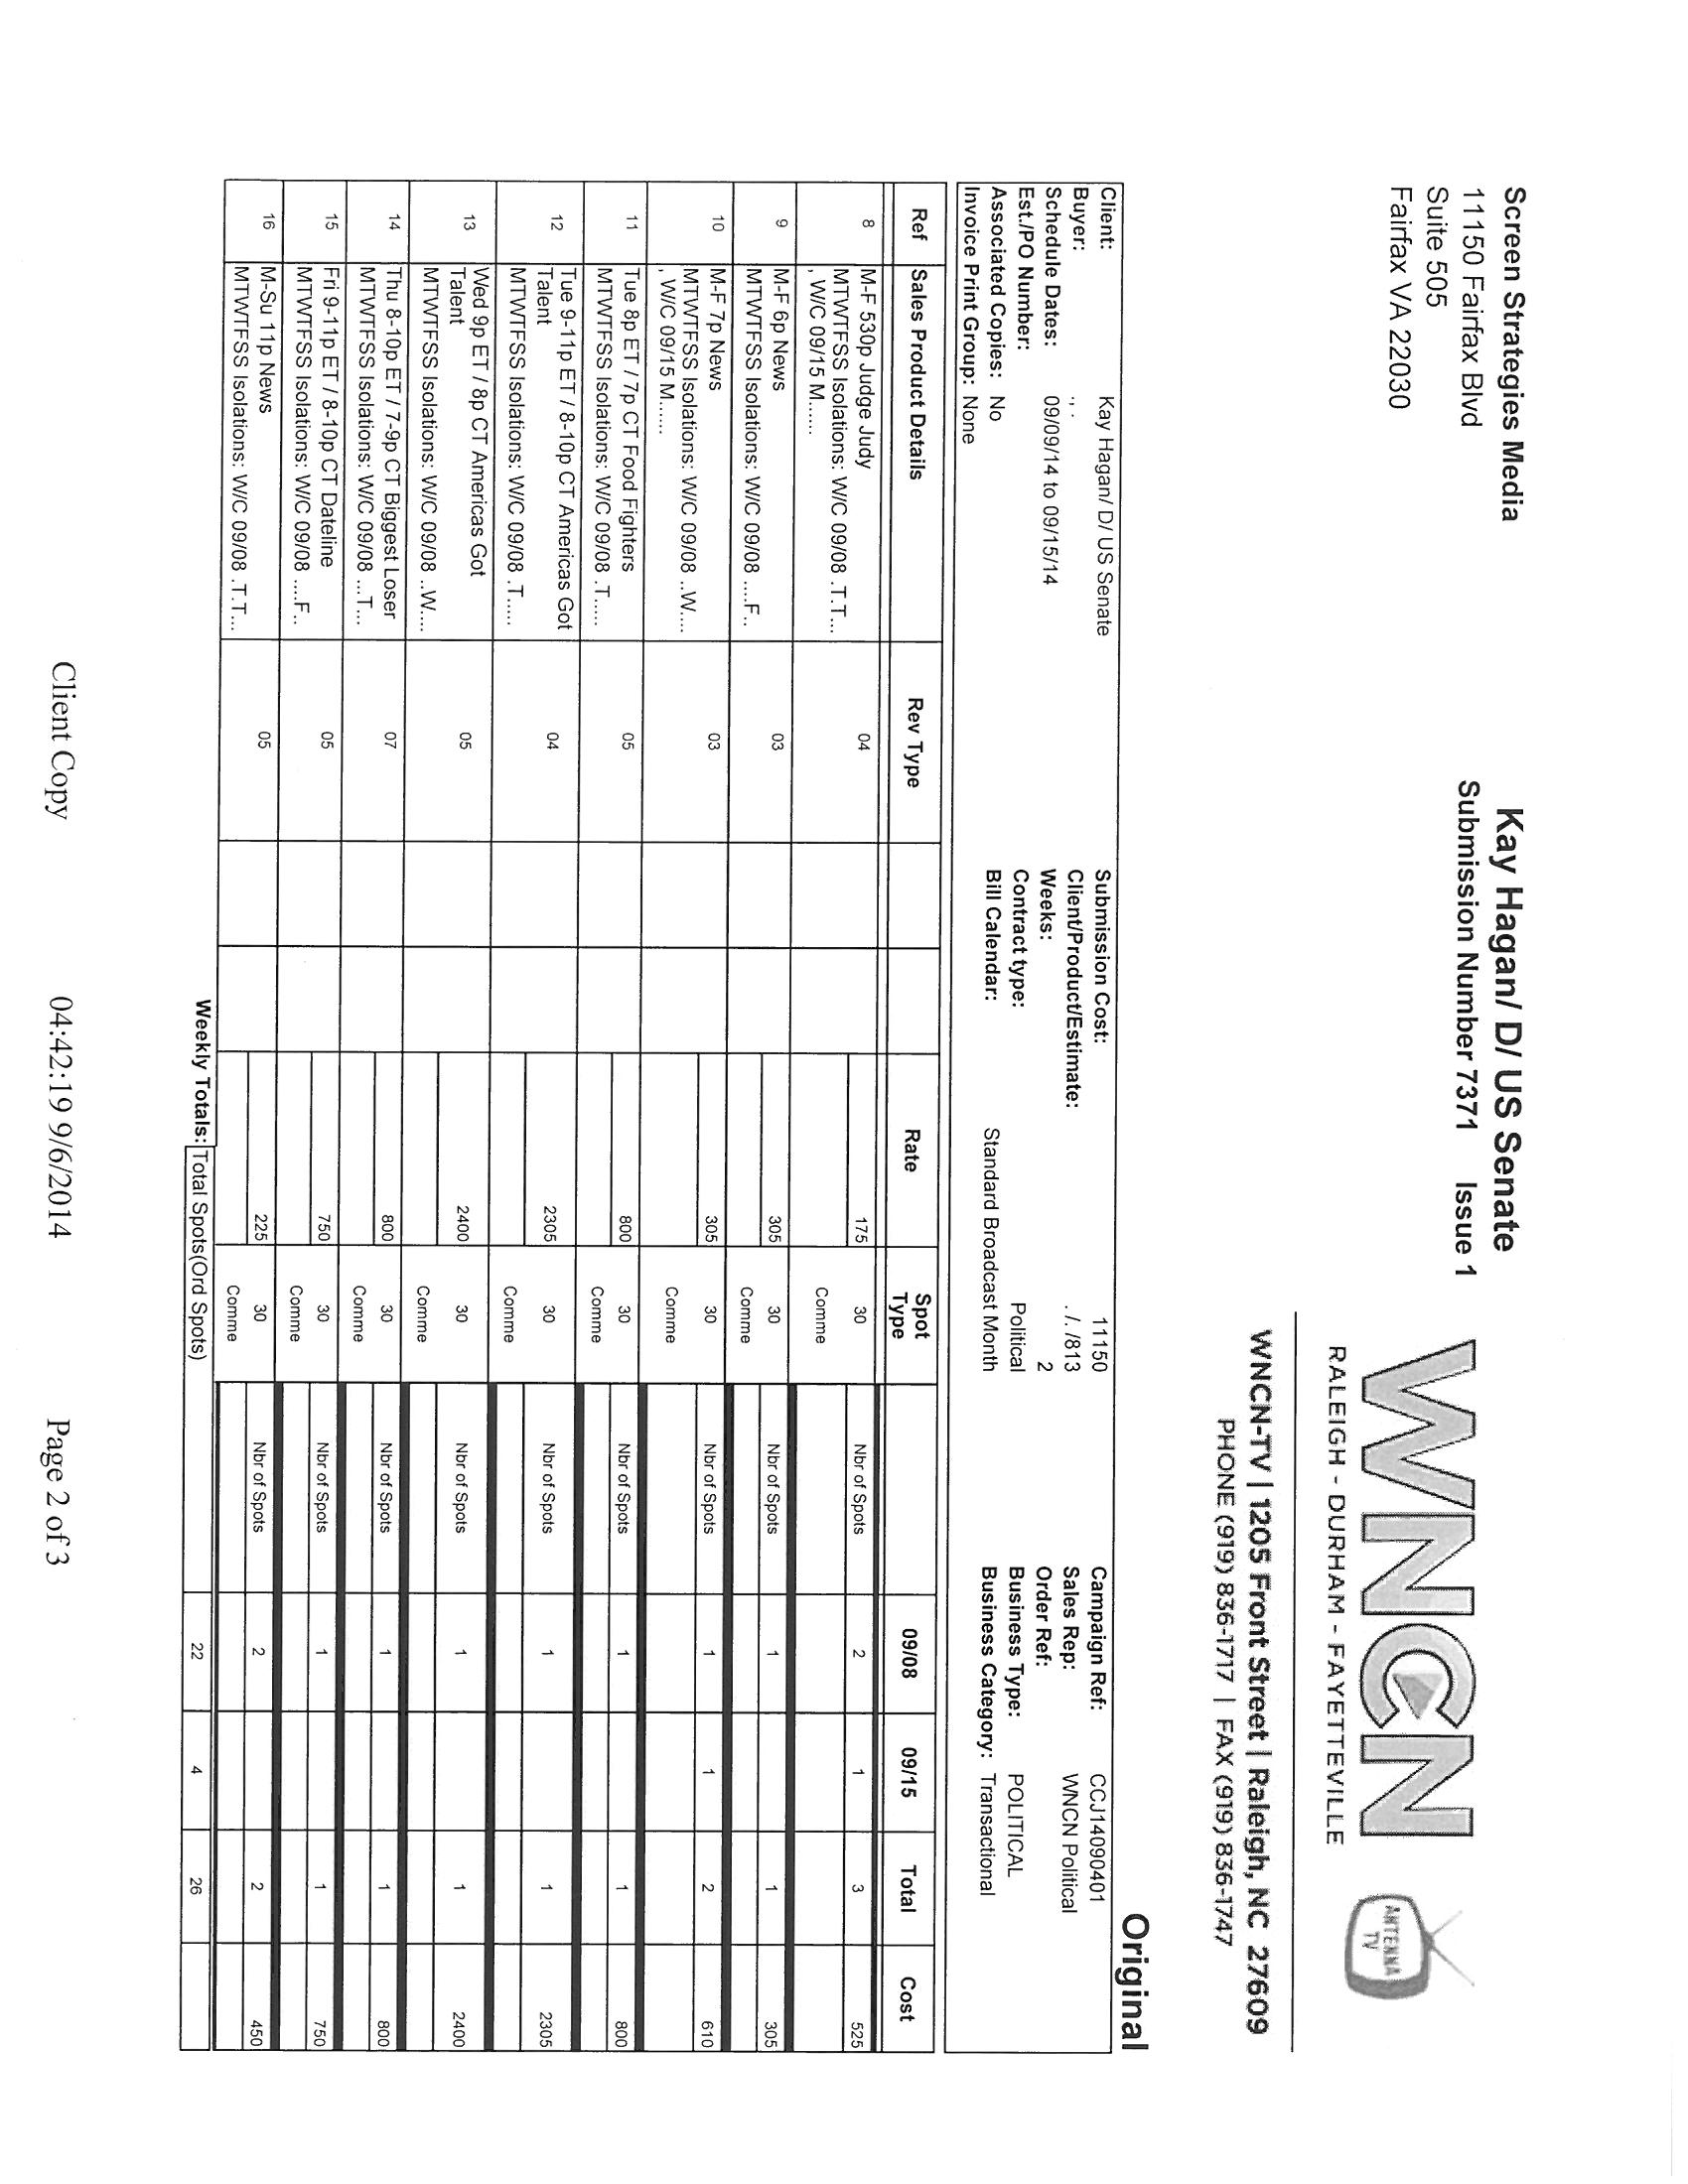 Screen Strategies Media
11150 Fairfax Blvd
Suite 505
Fairfax VA 22030
Kay Hagan/ D/ US Senate
Submission Number 7371 Issue 1
WNCN
RALEIGH - DURHAM - FAYETTEVILLE
ANTENNA
TV
WNCN-TV | 1205 Front Street | Raleigh, NC 27609
PHONE (919) 836-1717 | FAX (919) 836-1747
Original
Client: Kay Hagan/ D/ US Senate Submission Cost: 11150 Campaign Ref: CCJ14090401
Buyer: ., . Client/Product/Estimate: . /. /813 Sales Rep: WNCN Political
Schedule Dates: 09/09/14 to 09/15/14 Weeks: 2 Order Ref:
Est./PO Number: Contract type: Political Business Type: POLITICAL
Associated Copies: No Bill Calendar: Standard Broadcast Month Business Category: Transactional
Invoice Print Group: None
Ref Sales Product Details Rev Type Rate Spot Type 09/08 09/15 Total Cost
8 M-F 530p Judge Judy 04 175 30 Nbr of Spots 2 1 3 525
MTWTFSS Isolations: W/C 09/08 .T.T... Comme
, W/C 09/15 M......
9 M-F 6p News 03 305 30 Nbr of Spots 1 1 305
MTWTFSS Isolations: W/C 09/08 ....F.. Comme
10 M-F 7p News 03 305 30 Nbr of Spots 1 1 2 610
MTWTFSS Isolations: W/C 09/08 ..W.... Comme
, W/C 09/15 M......
11 Tue 8p ET / 7p CT Food Fighters 05 800 30 Nbr of Spots 1 1 800
MTWTFSS Isolations: W/C 09/08 .T..... Comme
12 Tue 9-11p ET / 8-10p CT Americas Got 04 2305 30 Nbr of Spots 1 1 2305
Talent
MTWTFSS Isolations: W/C 09/08 .T..... Comme
13 Wed 9p ET / 8p CT Americas Got 05 2400 30 Nbr of Spots 1 1 2400
Talent
MTWTFSS Isolations: W/C 09/08 ..W.... Comme
14 Thu 8-10p ET / 7-9p CT Biggest Loser 07 800 30 Nbr of Spots 1 1 800
MTWTFSS Isolations: W/C 09/08 ...T... Comme
15 Fri 9-11p ET / 8-10p CT Dateline 05 750 30 Nbr of Spots 1 1 750
MTWTFSS Isolations: W/C 09/08 ....F.. Comme
16 M-Su 11p News 05 225 30 Nbr of Spots 2 2 450
MTWTFSS Isolations: W/C 09/08 .T.T... Comme
Weekly Totals: Total Spots(Ord Spots) 22 4 26
Client Copy 04:42:19 9/6/2014 Page 2 of 3